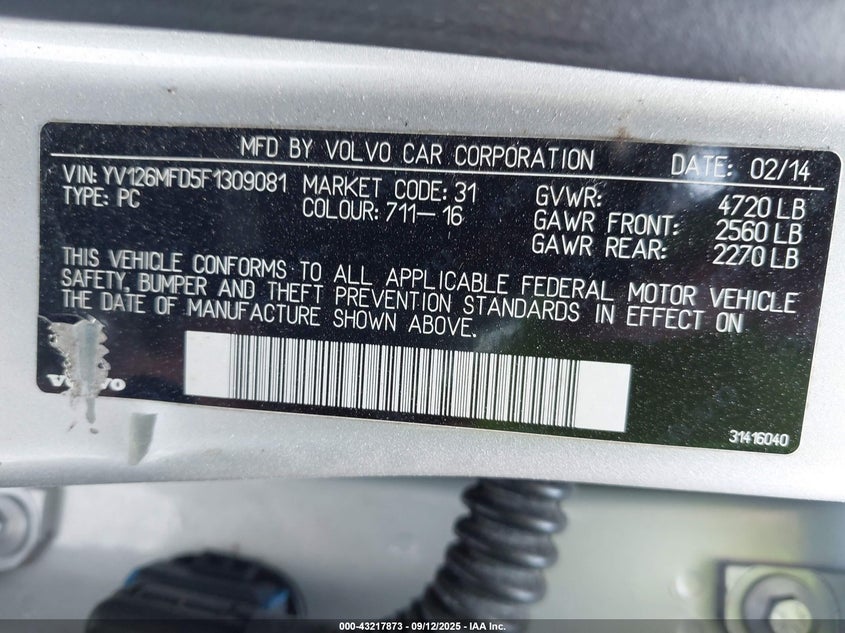 MFD BY VOLVO CAR CORPORATION DATE: 02/14
VIN: YV126MFD5F1309081 MARKET CODE: 31 GVWR: 4720 LB
TYPE: PC COLOUR: 711-16 GAWR FRONT: 2560 LB
GAWR REAR: 2270 LB
THIS VEHICLE CONFORMS TO ALL APPLICABLE FEDERAL MOTOR VEHICLE
SAFETY, BUMPER AND THEFT PREVENTION STANDARDS IN EFFECT ON
THE DATE OF MANUFACTURE SHOWN ABOVE.
VOLVO
31416040
000-43217873 - 09/12/2025 - IAA Inc.